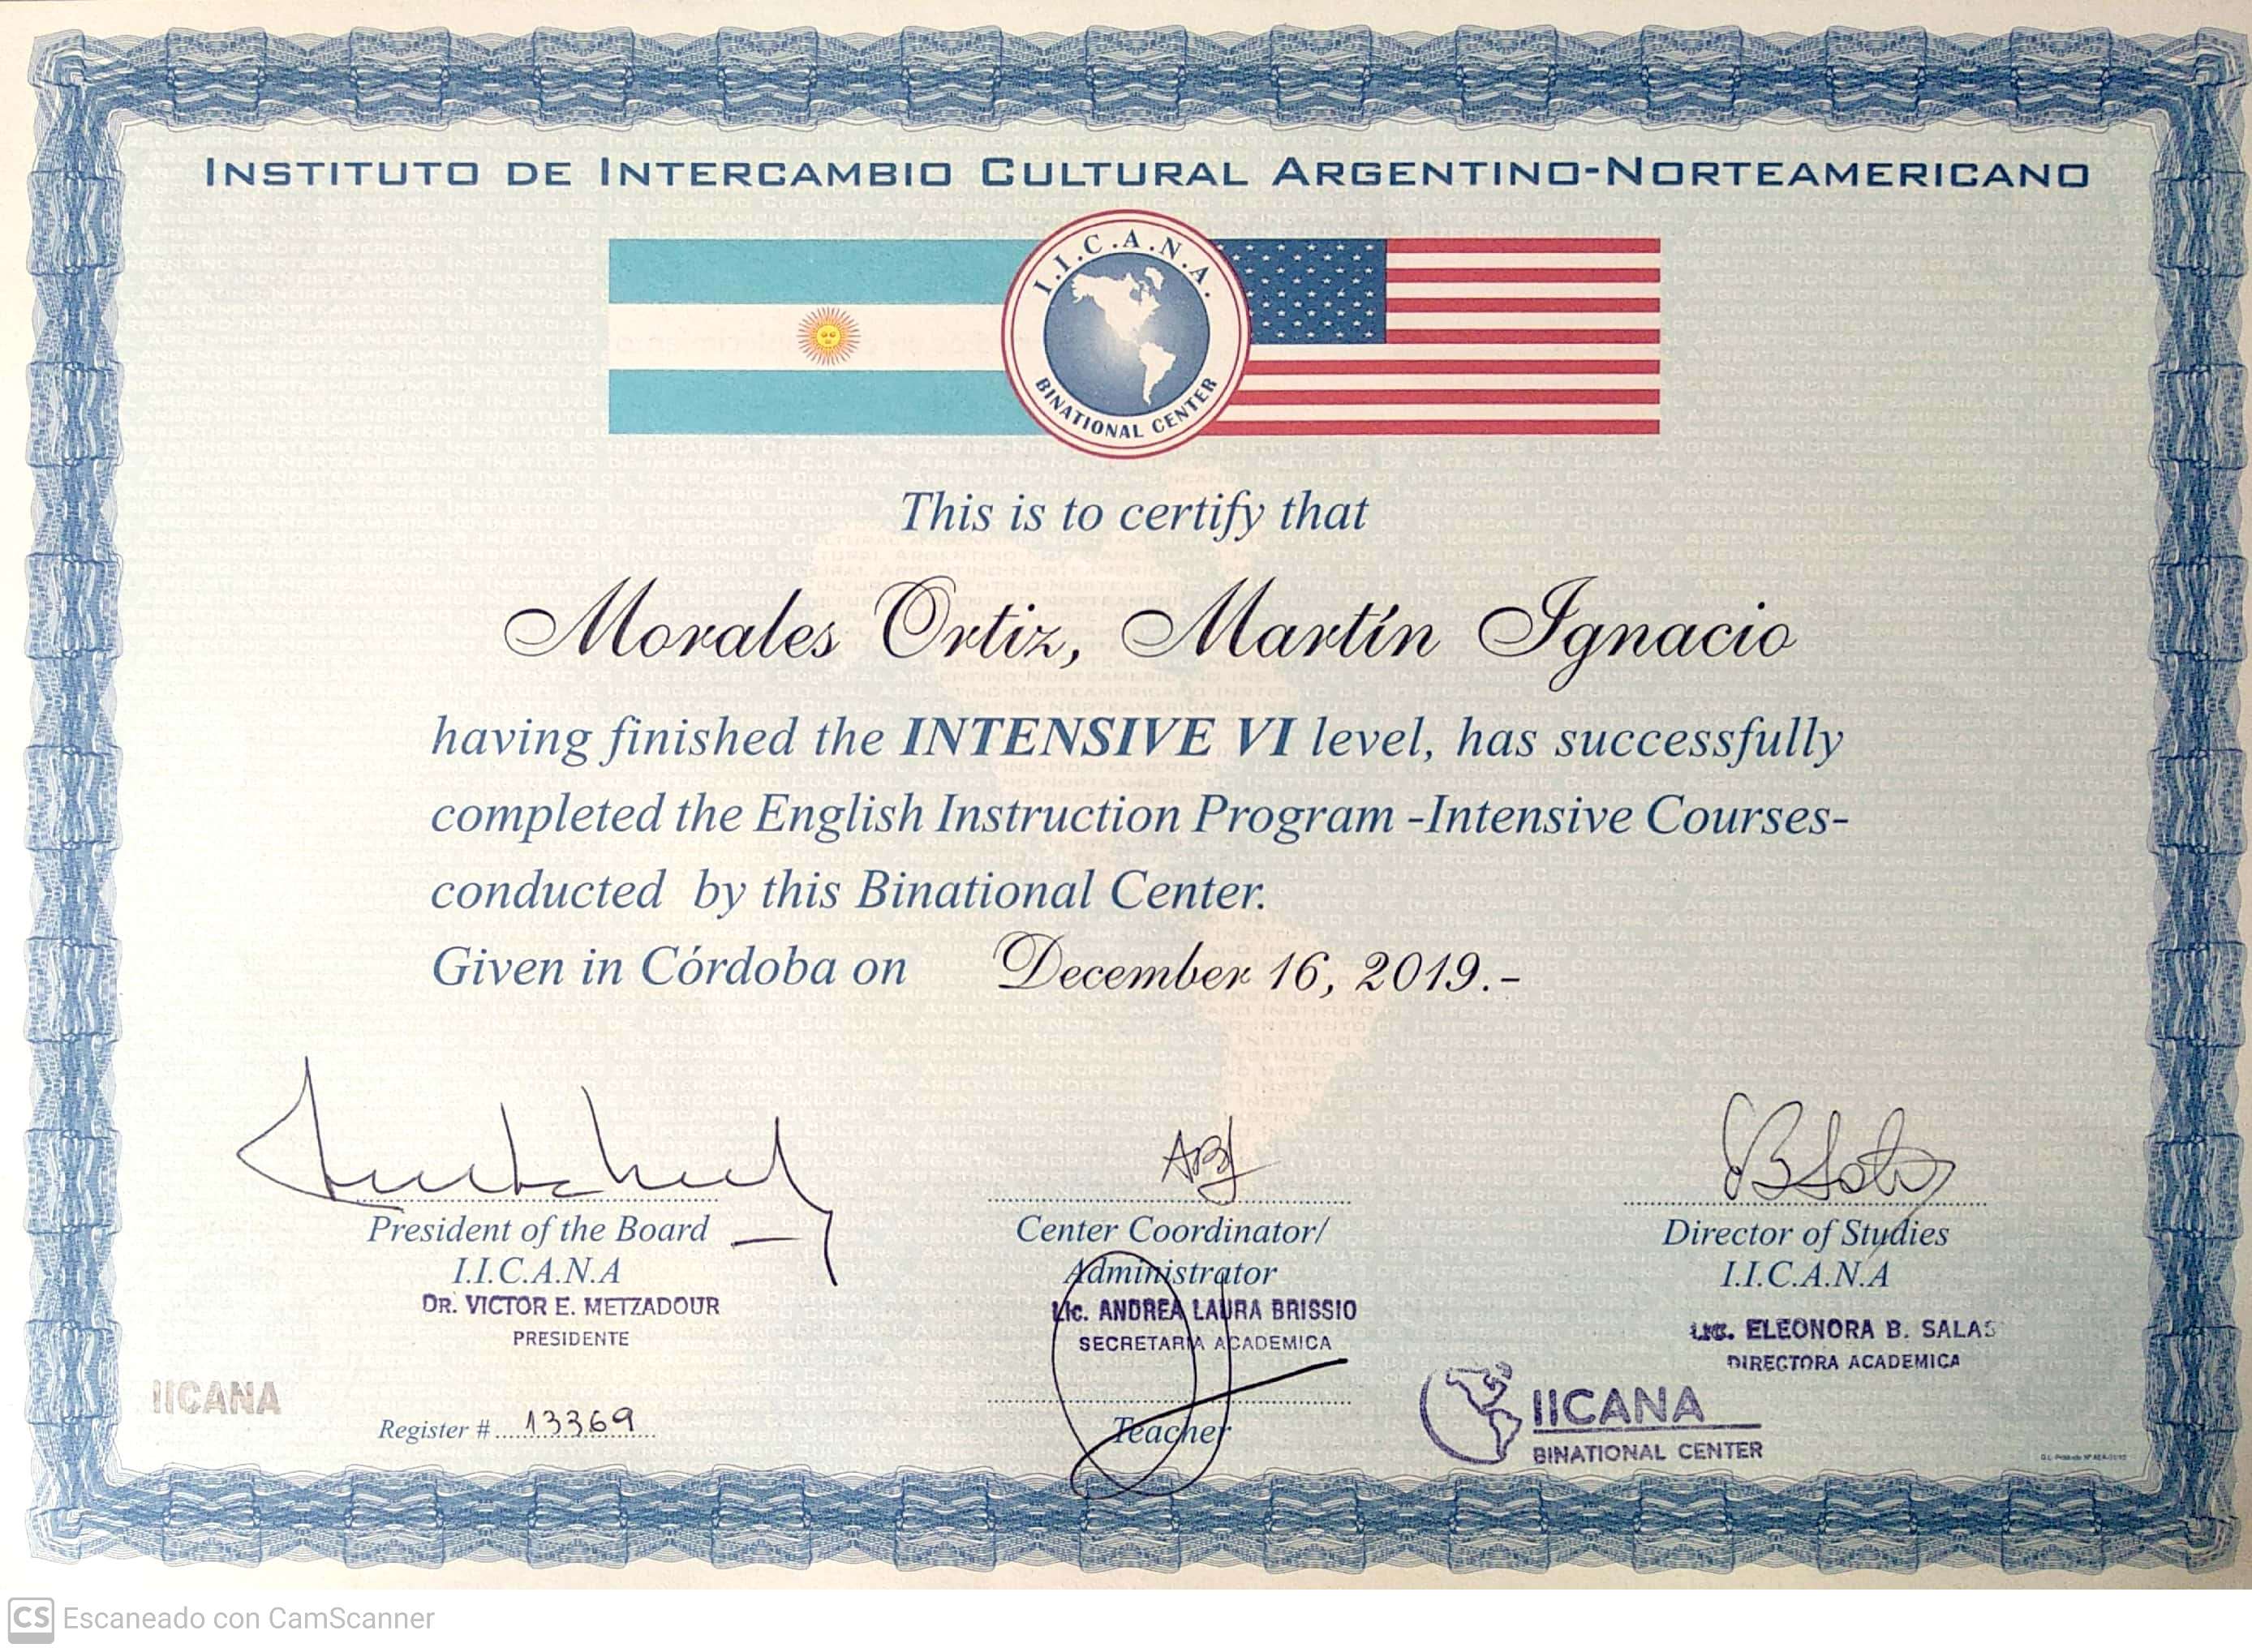 INSTITUTO DE INTERCAMBIO CULTURAL ARGENTINO-NORTEAMERICANO
I.I.C.A.N.A.
BINATIONAL CENTER
This is to certify that
Morales Ortiz, Martín Ignacio
having finished the INTENSIVE VI level, has successfully
completed the English Instruction Program -Intensive Courses-
conducted by this Binational Center.
Given in Córdoba on December 16, 2019.-
President of the Board
I.I.C.A.N.A
DR. VICTOR E. METZADOUR
PRESIDENTE
Center Coordinator/
Administrator
Lic. ANDREA LAURA BRISSIO
SECRETARIA ACADEMICA
Director of Studies
I.I.C.A.N.A
LIC. ELEONORA B. SALAS
DIRECTORA ACADEMICA
IICANA
Register # 13369
Teacher
IICANA
BINATIONAL CENTER
CS Escaneado con CamScanner